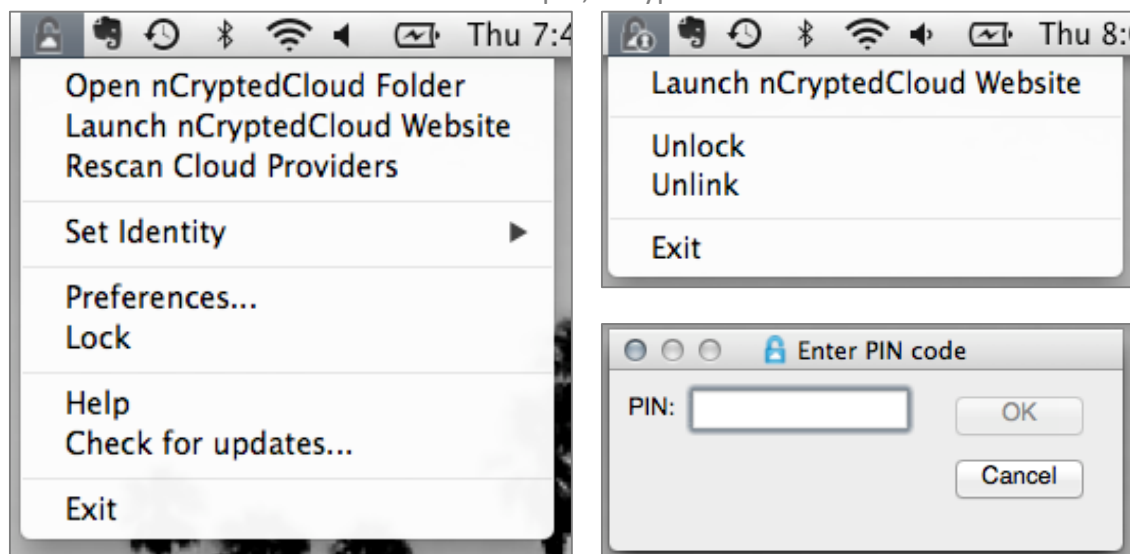 Thu 7:4
Open nCryptedCloud Folder
Launch nCryptedCloud Website
Rescan Cloud Providers
Set Identity
Preferences...
Lock
Help
Check for updates...
Exit
Thu 8:
Launch nCryptedCloud Website
Unlock
Unlink
Exit
Enter PIN code
PIN:
OK
Cancel